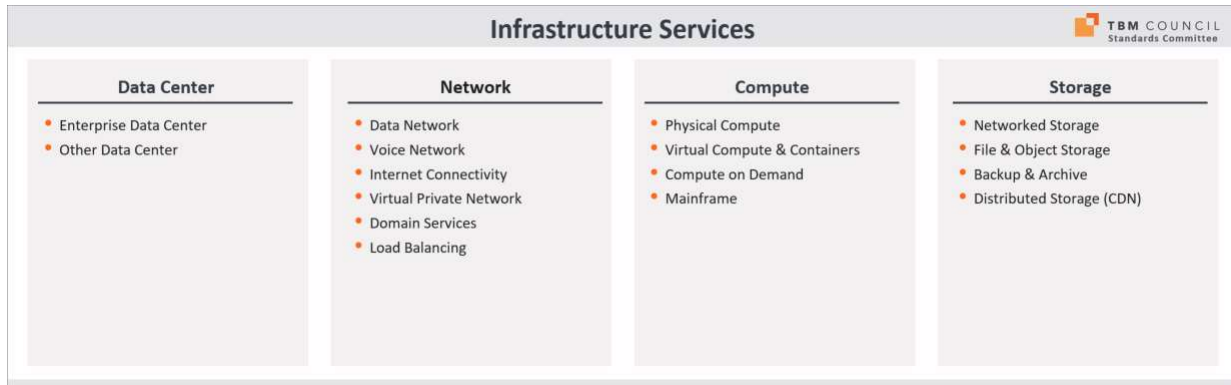 Infrastructure Services
TBM COUNCIL
Standards Committee
Data Center
• Enterprise Data Center
• Other Data Center
Network
• Data Network
• Voice Network
• Internet Connectivity
• Virtual Private Network
• Domain Services
• Load Balancing
Compute
• Physical Compute
• Virtual Compute & Containers
• Compute on Demand
• Mainframe
Storage
• Networked Storage
• File & Object Storage
• Backup & Archive
• Distributed Storage (CDN)